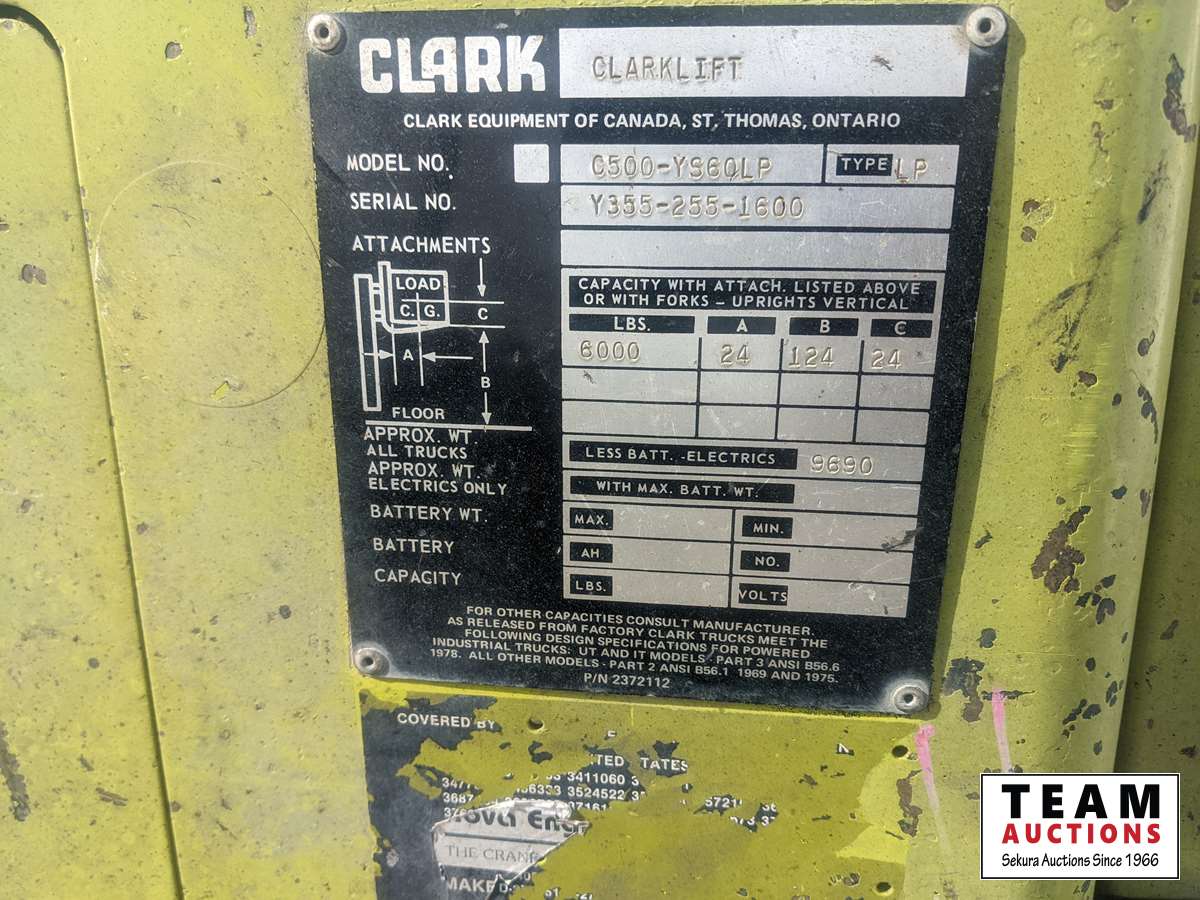 CLARK CLARKLIFT
CLARK EQUIPMENT OF CANADA, ST. THOMAS, ONTARIO
MODEL NO. C500-YS60LP TYPE LP
SERIAL NO. Y355-255-1600
ATTACHMENTS
LOAD
C. G.
C
A
B
FLOOR
CAPACITY WITH ATTACH. LISTED ABOVE
OR WITH FORKS - UPRIGHTS VERTICAL
LBS. A B C
6000 24 124 24
APPROX. WT.
ALL TRUCKS
LESS BATT. -ELECTRICS 9690
APPROX. WT.
ELECTRICS ONLY
WITH MAX. BATT. WT.
BATTERY WT. MAX. MIN.
BATTERY AH NO.
CAPACITY LBS. VOLTS
FOR OTHER CAPACITIES CONSULT MANUFACTURER.
AS RELEASED FROM FACTORY CLARK TRUCKS MEET THE
FOLLOWING DESIGN SPECIFICATIONS FOR POWERED
INDUSTRIAL TRUCKS: UT AND IT MODELS - PART 3 ANSI B56.6
1978. ALL OTHER MODELS - PART 2 ANSI B56.1 1969 AND 1975.
P/N 2372112
COVERED BY
3411060
3524522
THE
TEAM
AUCTIONS
Sekura Auctions Since 1966